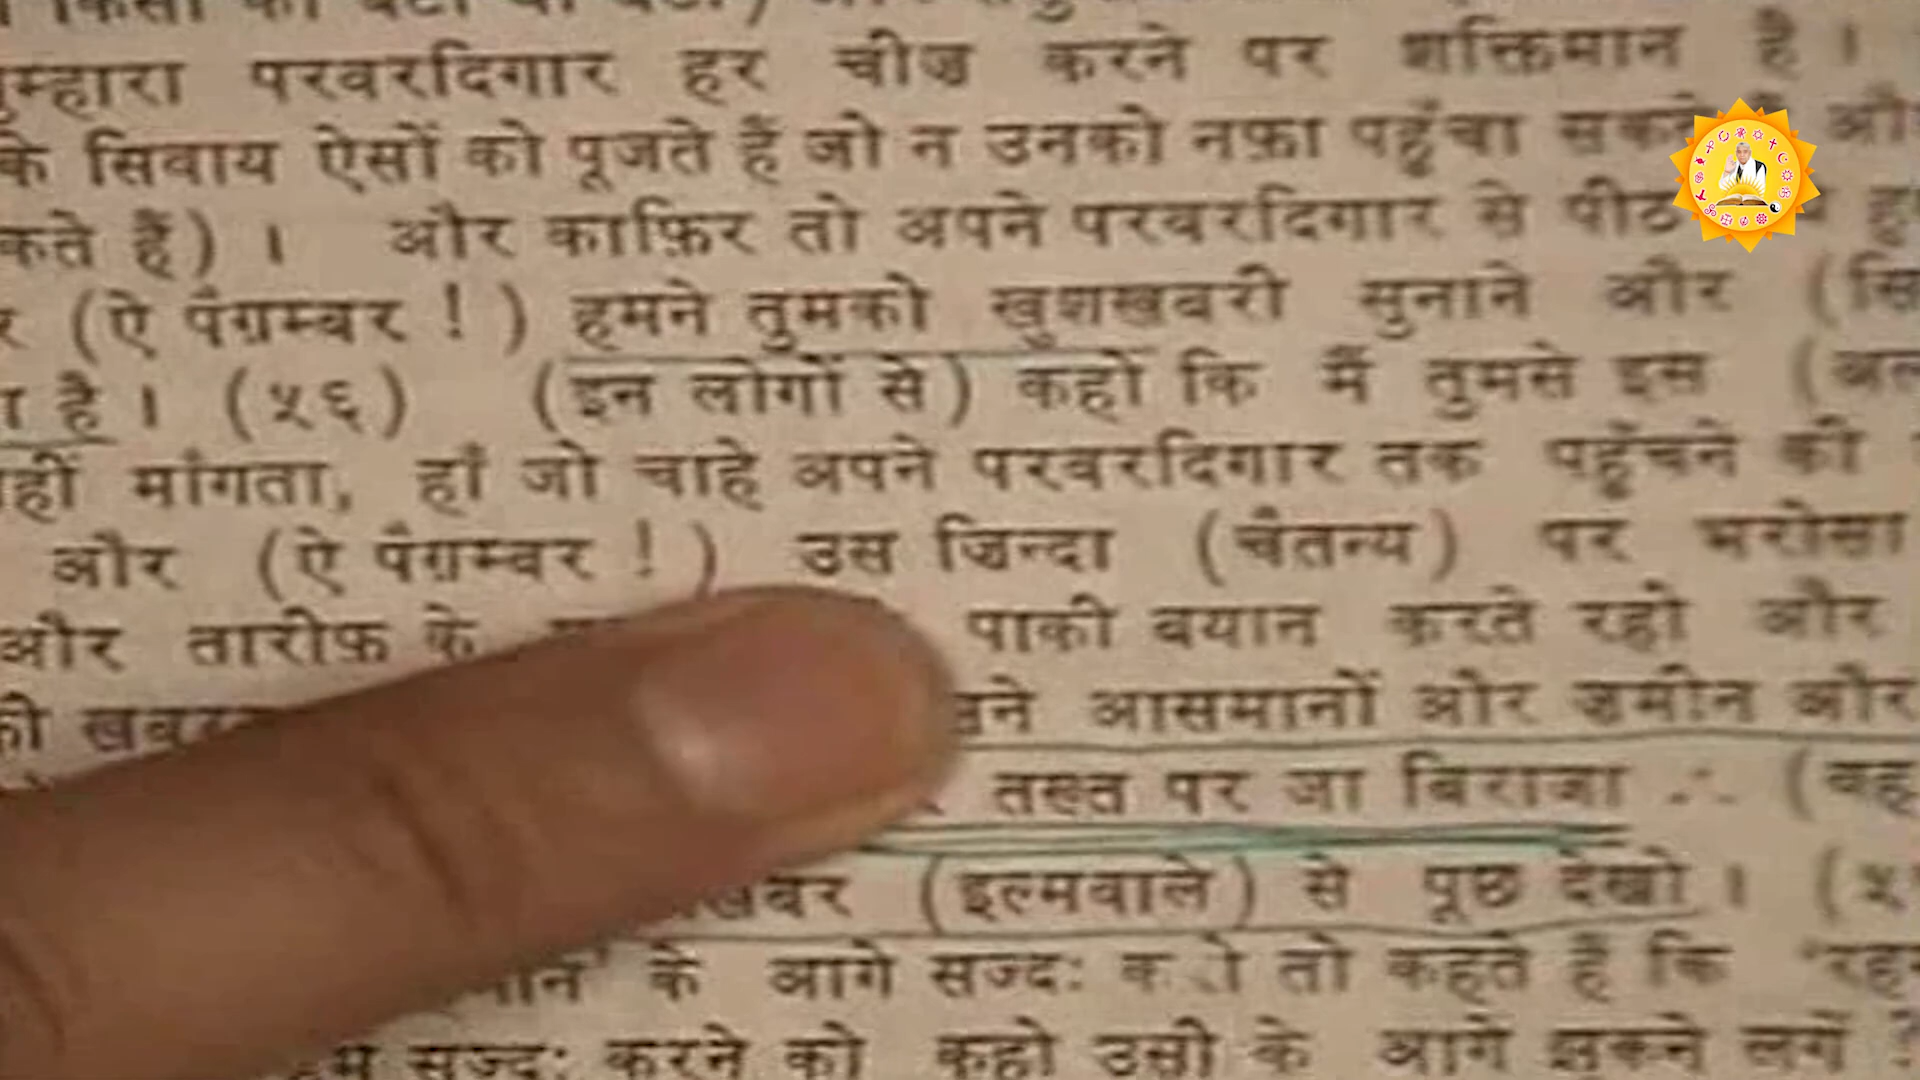 तुम्हारा परवरदिगार हर चीज़ करने पर शक्तिमान है ।
के सिवाय ऐसों को पूजते हैं जो न उनको नफ़ा पहुँचा सकते
कते हैं) । और काफ़िर तो अपने परवरदिगार से पीठ
(ऐ पैग़म्बर ! ) हमने तुमको खुशखबरी सुनाने और
है । (५६) (इन लोगों से) कहो कि मैं तुमसे इस
मांगता, हाँ जो चाहे अपने परवरदिगार तक पहुँचने की
और (ऐ पैग़म्बर ! ) उस ज़िन्दा (चैतन्य) पर भरोसा
और तारीफ़ के पाकी बयान करते रहो और
की आसमानों और ज़मीन और
तख्त पर जा बिराजा ∴ (वह
(इल्मवाले) से पूछ देखो ।
के आगे सज्दः तो कहते हैं कि
सज्दः करने को कहो उसी के आगे झुकने लगें ?